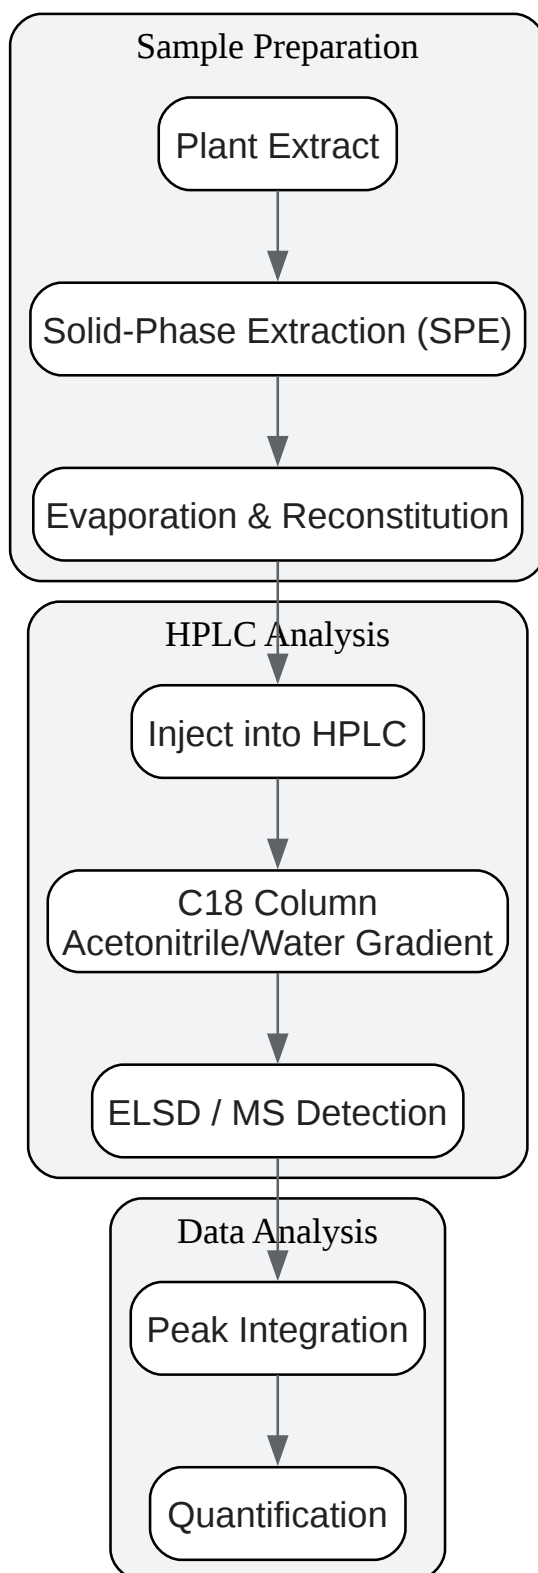 Sample Preparation
Plant Extract
Solid-Phase Extraction (SPE)
Evaporation & Reconstitution
HPLC Analysis
Inject into HPLC
C18 Column
Acetonitrile/Water Gradient
ELSD / MS Detection
Data Analysis
Peak Integration
Quantification